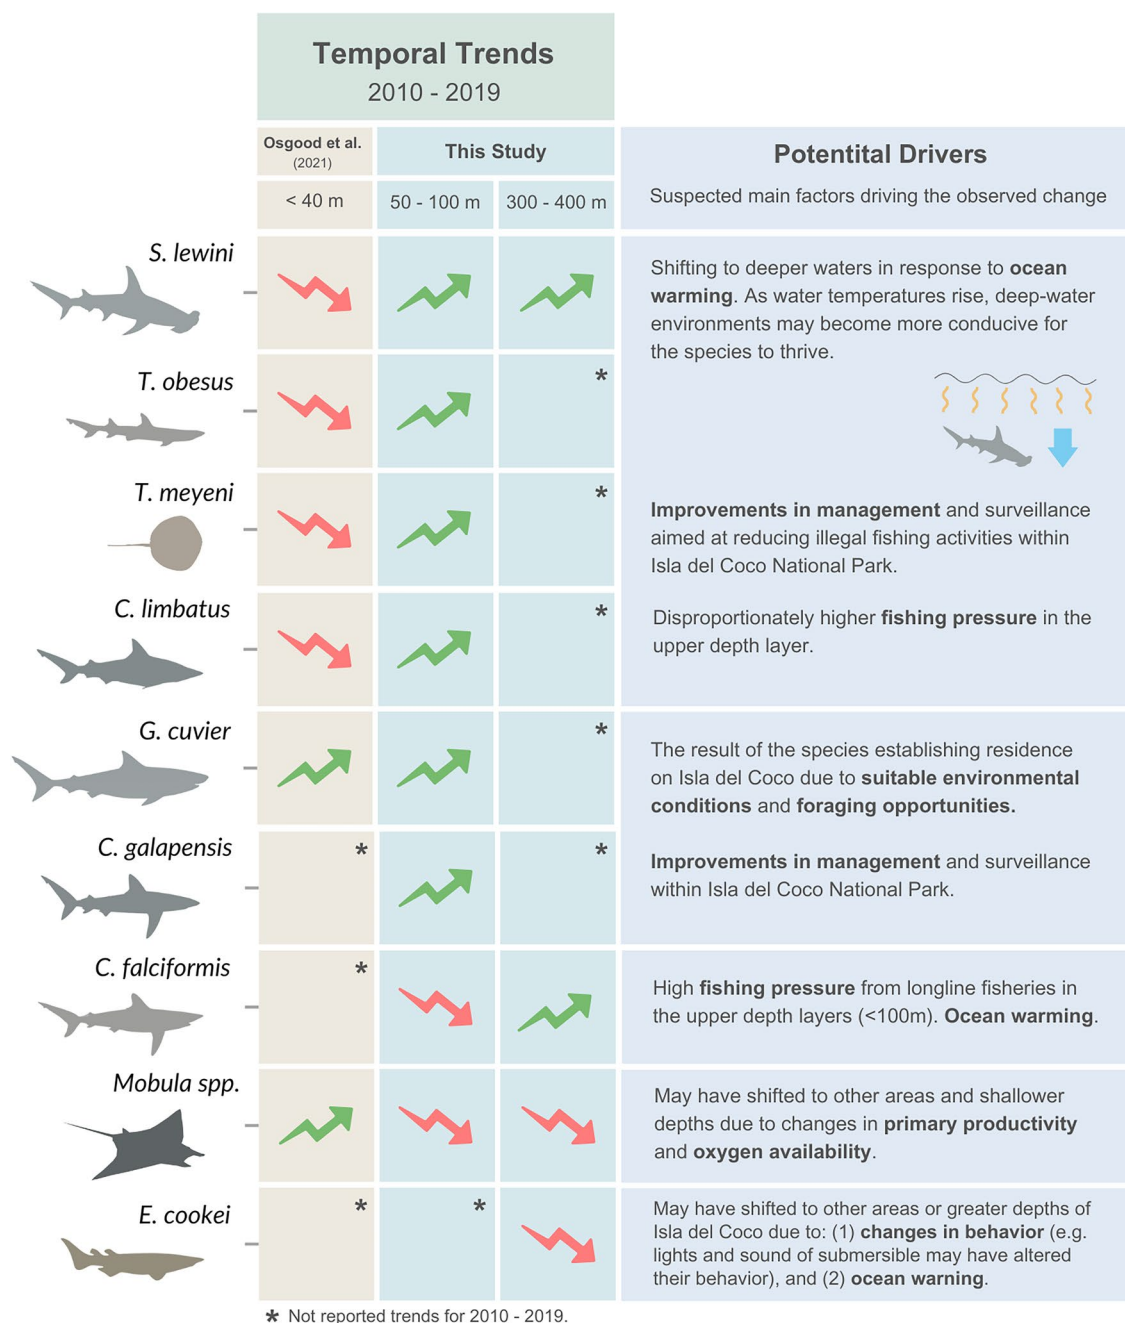 Temporal Trends
2010 - 2019
Osgood et al.
(2021)
This Study
Potentital Drivers
< 40 m
50 - 100 m
300 - 400 m
Suspected main factors driving the observed change
S. lewini
Shifting to deeper waters in response to ocean
warming. As water temperatures rise, deep-water
environments may become more conducive for
the species to thrive.
T. obesus
*
T. meyeni
*
Improvements in management and surveillance
aimed at reducing illegal fishing activities within
Isla del Coco National Park.
C. limbatus
*
Disproportionately higher fishing pressure in the
upper depth layer.
G. cuvier
*
The result of the species establishing residence
on Isla del Coco due to suitable environmental
conditions and foraging opportunities.
C. galapensis
*
*
Improvements in management and surveillance
within Isla del Coco National Park.
C. falciformis
*
High fishing pressure from longline fisheries in
the upper depth layers (<100m). Ocean warming.
Mobula spp.
May have shifted to other areas and shallower
depths due to changes in primary productivity
and oxygen availability.
E. cookei
*
*
May have shifted to other areas or greater depths of
Isla del Coco due to: (1) changes in behavior (e.g.
lights and sound of submersible may have altered
their behavior), and (2) ocean warning.
* Not reported trends for 2010 - 2019.